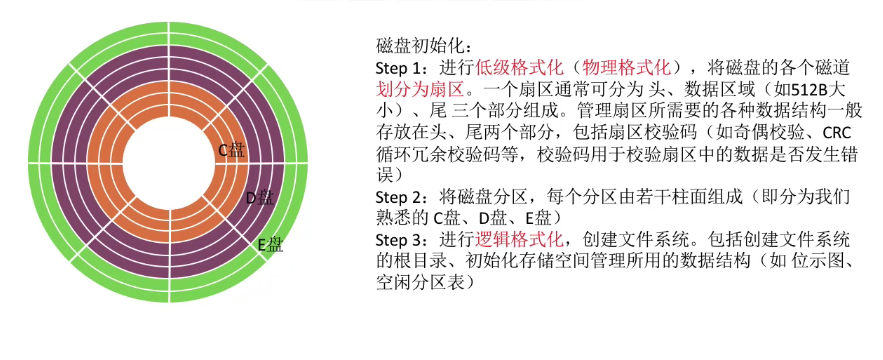 C盘
D盘
E盘
磁盘初始化：
Step 1：进行低级格式化（物理格式化），将磁盘的各个磁道
划分为扇区。一个扇区通常可分为 头、数据区域（如512B大
小）、尾 三个部分组成。管理扇区所需要的各种数据结构一般
存放在头、尾两个部分，包括扇区校验码（如奇偶校验、CRC
循环冗余校验码等，校验码用于校验扇区中的数据是否发生错
误）
Step 2：将磁盘分区，每个分区由若干柱面组成（即分为我们
熟悉的 C盘、D盘、E盘）
Step 3：进行逻辑格式化，创建文件系统。包括创建文件系统
的根目录、初始化存储空间管理所用的数据结构（如 位示图、
空闲分区表）